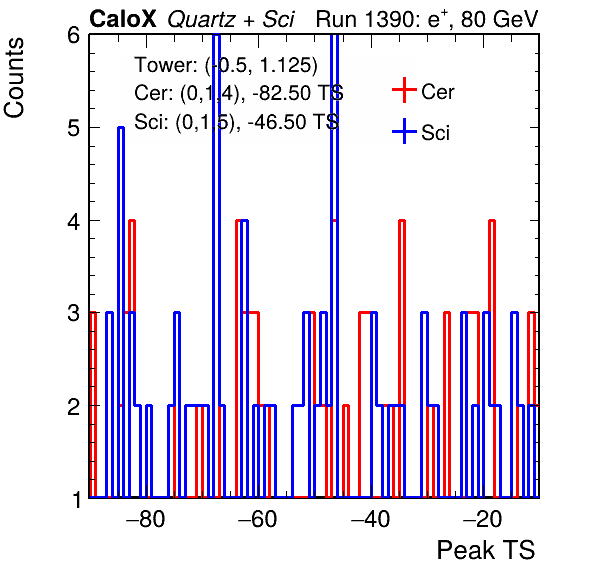 CaloX Quartz + Sci Run 1390: e+, 80 GeV
Tower: (-0.5, 1.125)
Cer: (0,1,4), -82.50 TS
Sci: (0,1,5), -46.50 TS
Cer
Sci
Counts
6
5
4
3
2
1
−80 −60 −40 −20
Peak TS